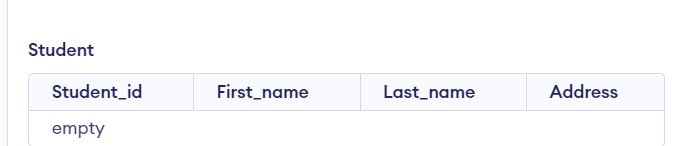 Student
Student_id First_name Last_name Address
empty